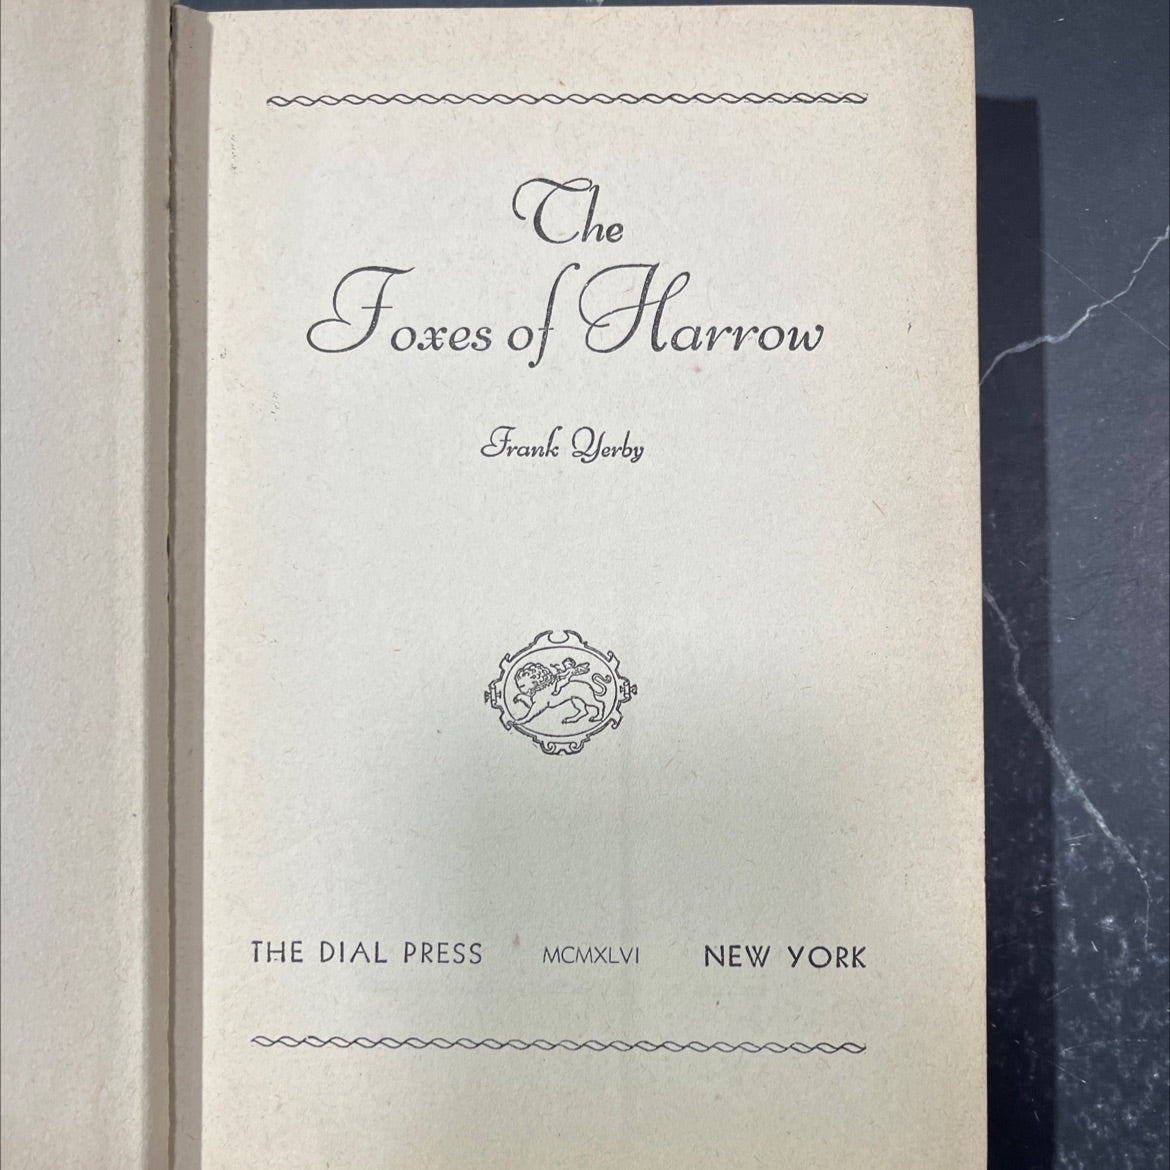 The
Foxes of Harrow
Frank Yerby
THE DIAL PRESS MCMXLVI NEW YORK